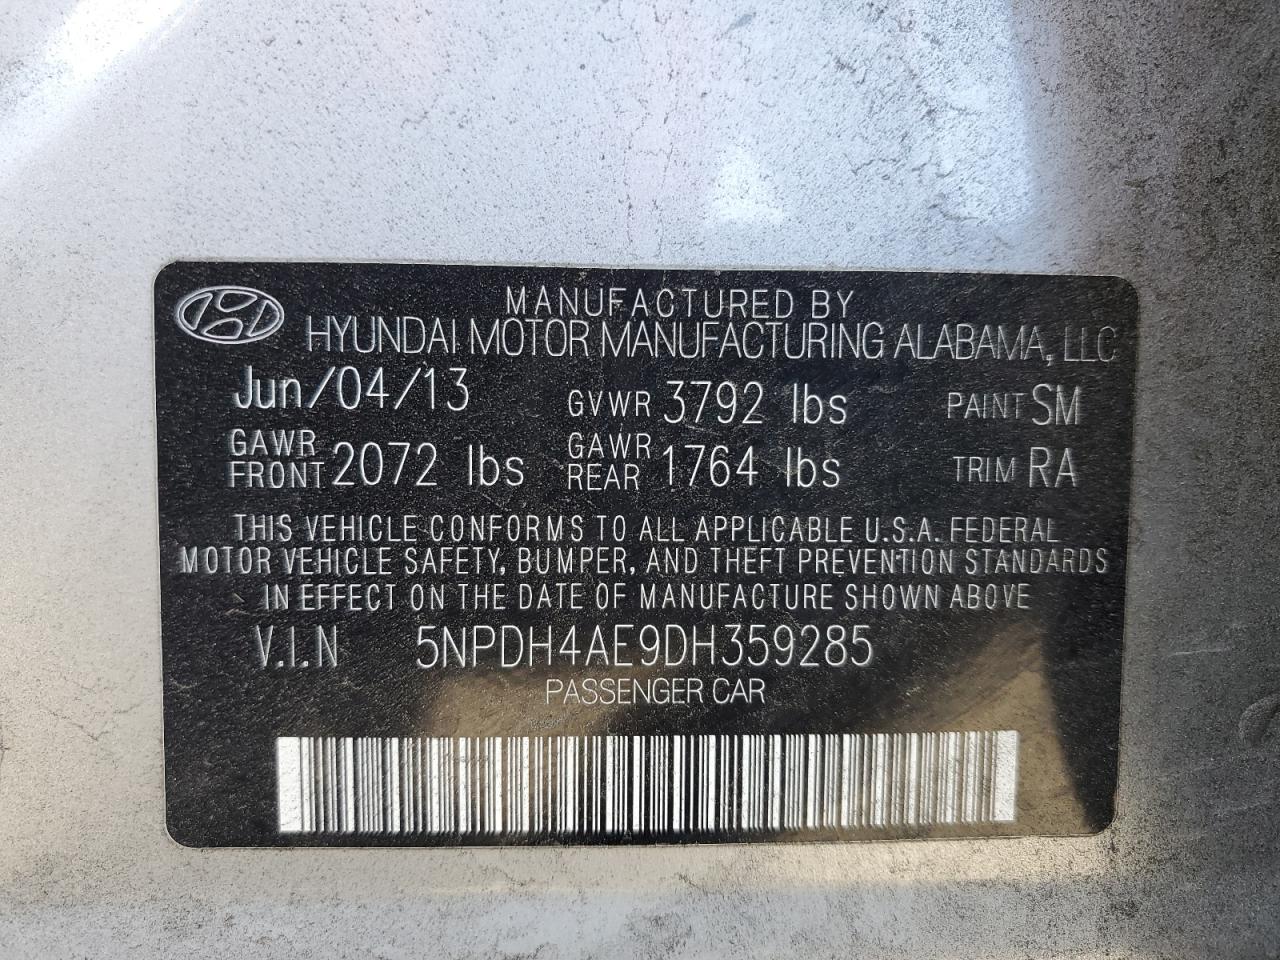 MANUFACTURED BY
HYUNDAI MOTOR MANUFACTURING ALABAMA, LLC
Jun/04/13 GVWR 3792 lbs PAINT SM
GAWR FRONT 2072 lbs GAWR REAR 1764 lbs TRIM RA
THIS VEHICLE CONFORMS TO ALL APPLICABLE U.S.A. FEDERAL
MOTOR VEHICLE SAFETY, BUMPER, AND THEFT PREVENTION STANDARDS
IN EFFECT ON THE DATE OF MANUFACTURE SHOWN ABOVE
V.I.N 5NPDH4AE9DH359285
PASSENGER CAR